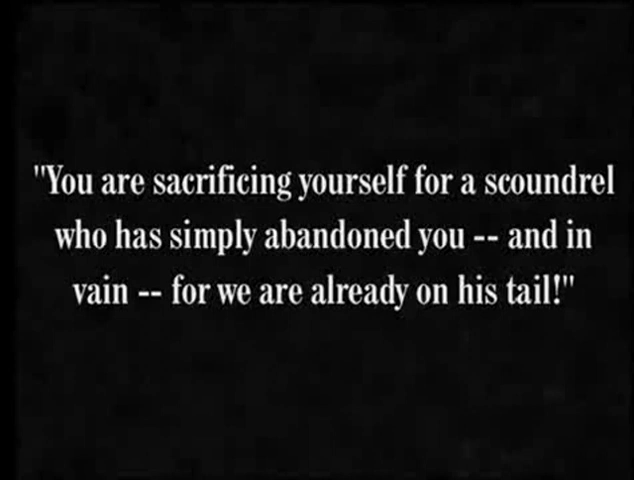 "You are sacrificing yourself for a scoundrel
who has simply abandoned you -- and in
vain -- for we are already on his tail!"